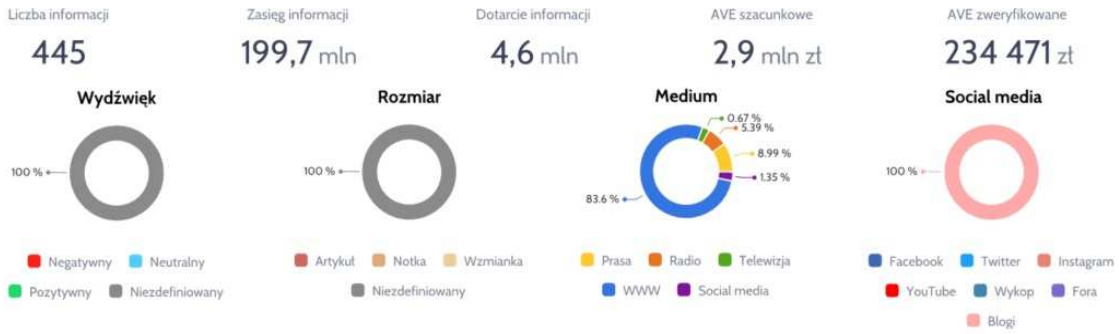 Liczba informacji
445
Zasięg informacji
199,7 mln
Dotarcie informacji
4,6 mln
AVE szacunkowe
2,9 mln zł
AVE zweryfikowane
234 471 zł
Wydźwięk
100 %
Negatywny Neutralny
Pozytywny Niezdefiniowany
Rozmiar
100 %
Artykuł Notka Wzmianka
Niezdefiniowany
Medium
0.67 %
5.39 %
8.99 %
1.35 %
83.6 %
Prasa Radio Telewizja
WWW Social media
Social media
100 %
Facebook Twitter Instagram
YouTube Wykop Fora
Blogi